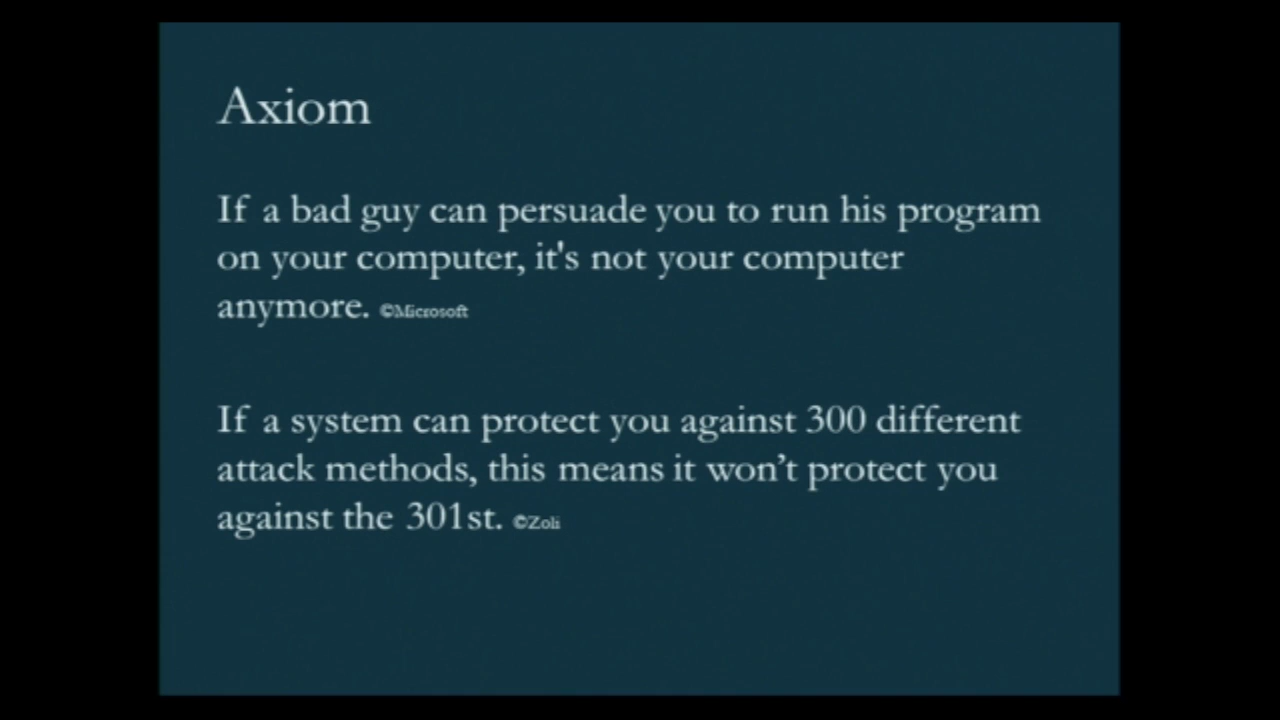 Axiom
If a bad guy can persuade you to run his program
on your computer, it's not your computer
anymore. ©Microsoft
If a system can protect you against 300 different
attack methods, this means it won’t protect you
against the 301st. ©Zoli